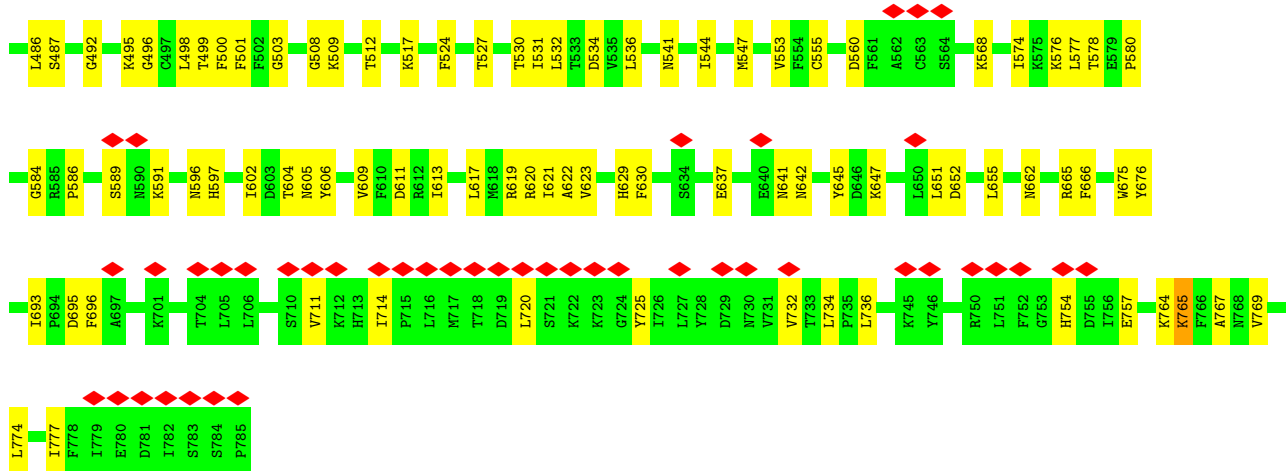 L486 S487 G492 K495 G496 C497 L498 T499 F500 F501 F502 G503 G508 K509 T512 K517 F524 T527 T530 I531 L532 T533 D534 V535 L536 N541 I544 M547 V553 F554 C555 D560 F561 A562 C563 S564 K568 I574 K575 K576 L577 T578 E579 P580
G584 R585 P586 S589 N590 K591 N596 H597 I602 D603 T604 N605 Y606 V609 F610 D611 R612 I613 L617 M618 R619 R620 I621 A622 V623 H629 F630 S634 E637 E640 N641 N642 Y645 D646 K647 L650 L651 D652 L655 N662 R665 F666 W675 Y676
I693 P694 D695 F696 A697 K701 T704 L705 L706 S710 V711 K712 H713 I714 P715 L716 M717 T718 D719 L720 S721 K722 K723 G724 Y725 I726 L727 Y728 D729 N730 V731 V732 T733 L734 P735 L736 K745 Y746 R750 L751 F752 G753 H754 D755 I756 E757 K764 K765 F766 A767 N768 V769
L774 I777 F778 I779 E780 D781 I782 S783 S784 P785